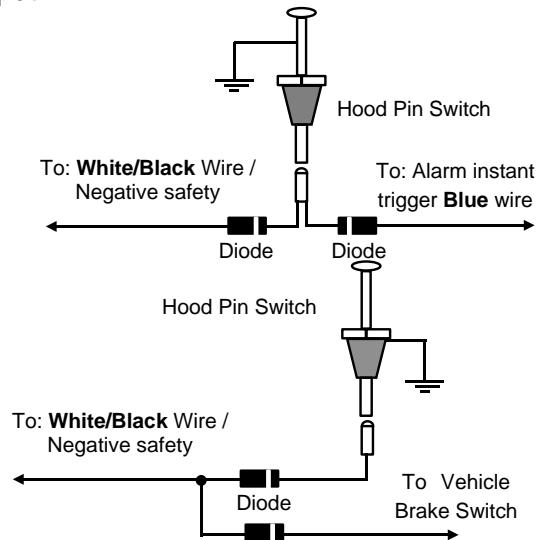 Hood Pin Switch
To: White/Black Wire /
Negative safety
To: Alarm instant
trigger Blue wire
Diode
Diode
Hood Pin Switch
To: White/Black Wire /
Negative safety
Diode
To Vehicle
Brake Switch